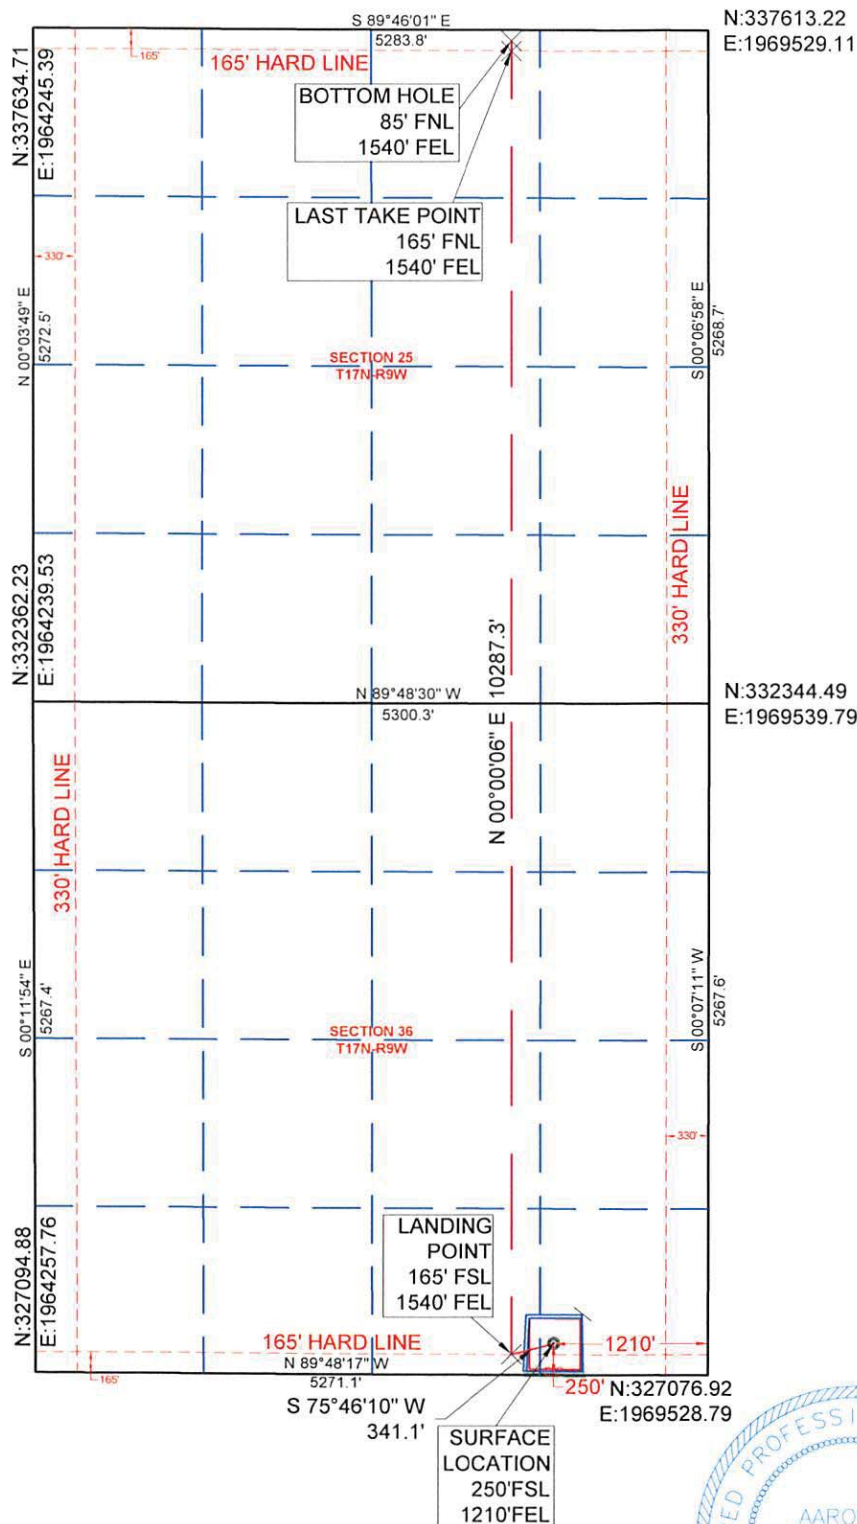 S 89°46'01" E
5283.8'
N:337613.22
E:1969529.11
N:337634.71
E:1964245.39
165'
165' HARD LINE
BOTTOM HOLE
85' FNL
1540' FEL
LAST TAKE POINT
165' FNL
1540' FEL
330'
N 00°03'49" E
5272.5'
SECTION 25
T17N-R9W
S 00°06'58" E
5268.7'
330' HARD LINE
N:332362.23
E:1964239.53
N 89°48'30" W
5300.3'
N 00°00'06" E 10287.3'
N:332344.49
E:1969539.79
330' HARD LINE
S 00°11'54" E
5267.4'
SECTION 36
T17N-R9W
S 00°07'11" W
5267.6'
330'
N:327094.88
E:1964257.76
LANDING
POINT
165' FSL
1540' FEL
165' HARD LINE
1210'
N 89°48'17" W
5271.1'
165'
250'
N:327076.92
E:1969528.79
S 75°46'10" W
341.1'
SURFACE
LOCATION
250'FSL
1210'FEL
ED PROFESSI
AARO